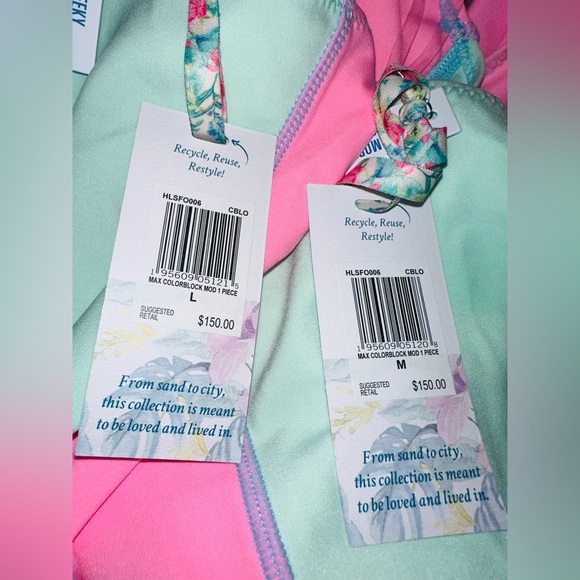 EEKY
Recycle, Reuse,
Restyle!
HLSFO006 CBLO
1 95609 05121 5
MAX COLORBLOCK MOD 1 PIECE
L
SUGGESTED
RETAIL
$150.00
From sand to city,
this collection is meant
to be loved and lived in.
MOD
Recycle, Reuse,
Restyle!
HLSFO006 CBLO
1 95609 05120 8
MAX COLORBLOCK MOD 1 PIECE
M
SUGGESTED
RETAIL
$150.00
From sand to city,
this collection is meant
to be loved and lived in.